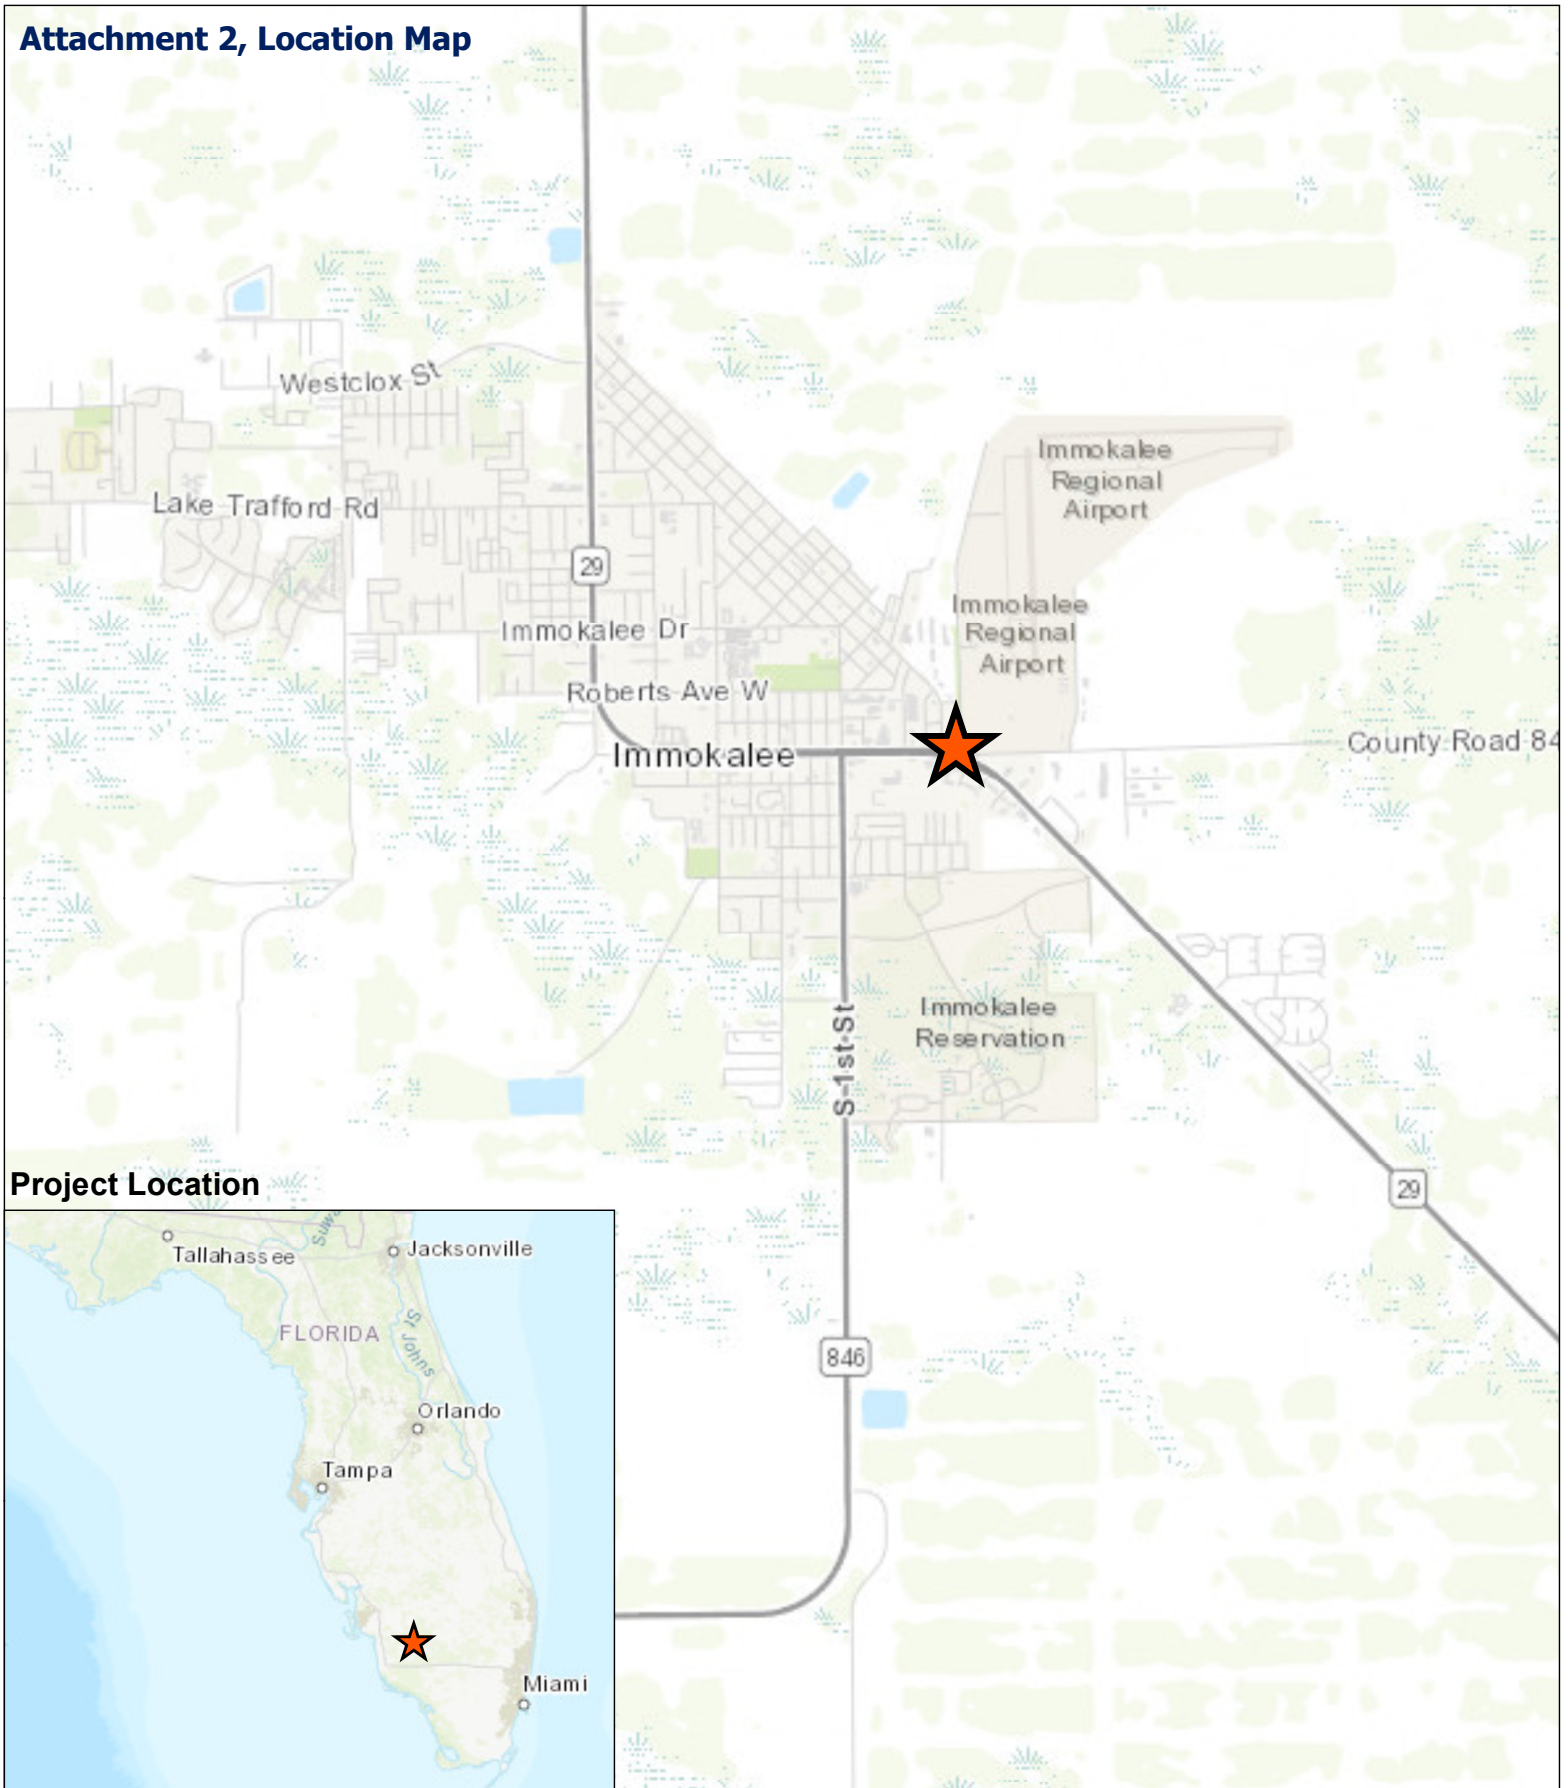 Attachment 2, Location Map
Westclox St
Immokalee
Regional
Airport
Lake Trafford Rd
29
Immokalee Dr
Immokalee
Regional
Airport
Roberts Ave W
Immokalee
County Road 84
Immokalee
Reservation
S 1st St
29
846
Project Location
Tallahassee
Jacksonville
FLORIDA
St Johns
Orlando
Tampa
Miami